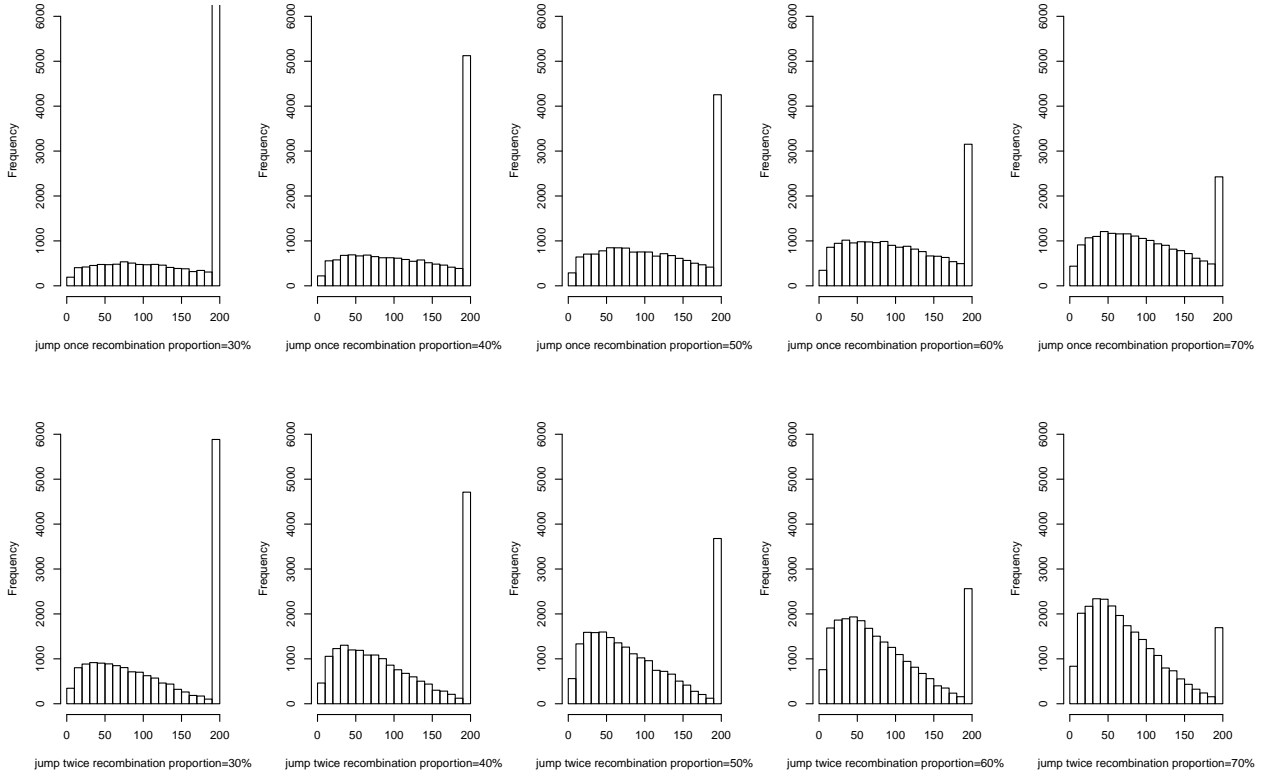 6000 6000 6000 6000 6000
5000 5000 5000 5000 5000
4000 4000 4000 4000 4000
Frequency Frequency Frequency Frequency Frequency
3000 3000 3000 3000 3000
2000 2000 2000 2000 2000
1000 1000 1000 1000 1000
0 0 0 0 0
0 50 100 150 200 0 50 100 150 200 0 50 100 150 200 0 50 100 150 200 0 50 100 150 200
jump once recombination proportion=30% jump once recombination proportion=40% jump once recombination proportion=50% jump once recombination proportion=60% jump once recombination proportion=70%
6000 6000 6000 6000 6000
5000 5000 5000 5000 5000
4000 4000 4000 4000 4000
Frequency Frequency Frequency Frequency Frequency
3000 3000 3000 3000 3000
2000 2000 2000 2000 2000
1000 1000 1000 1000 1000
0 0 0 0 0
0 50 100 150 200 0 50 100 150 200 0 50 100 150 200 0 50 100 150 200 0 50 100 150 200
jump twice recombination proportion=30% jump twice recombination proportion=40% jump twice recombination proportion=50% jump twice recombination proportion=60% jump twice recombination proportion=70%